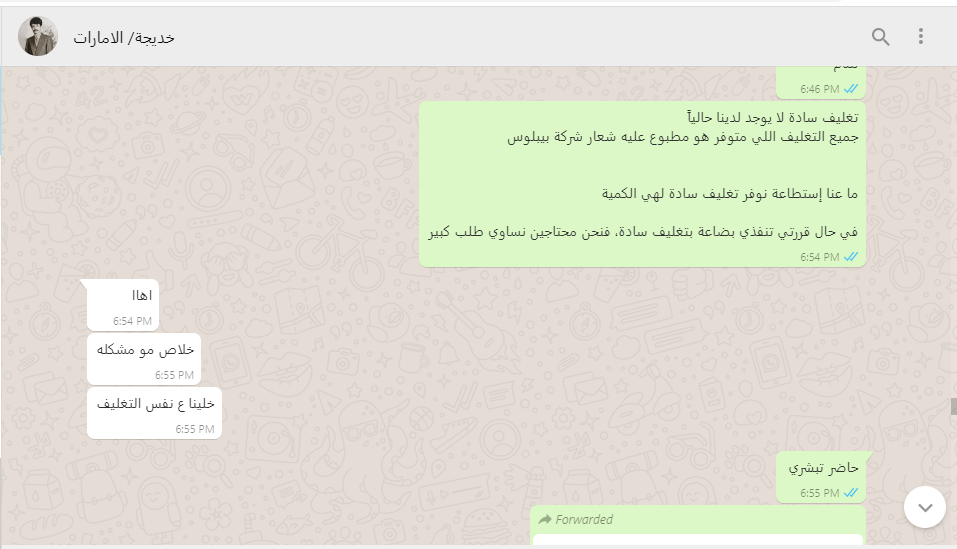 خديجة/ الامارات
6:46 PM
تغليف سادة لا يوجد لدينا حالياً
جميع التغليف اللي متوفر هو مطبوع عليه شعار شركة بيبلوس
ما عنا إستطاعة نوفر تغليف سادة لهي الكمية
في حال قررتي تنفذي بضاعة بتغليف سادة، فنحن محتاجين نساوي طلب كبير
6:54 PM
اهاا
6:54 PM
خلاص مو مشكله
6:55 PM
خلينا ع نفس التغليف
6:55 PM
حاضر تبشري
6:55 PM
Forwarded